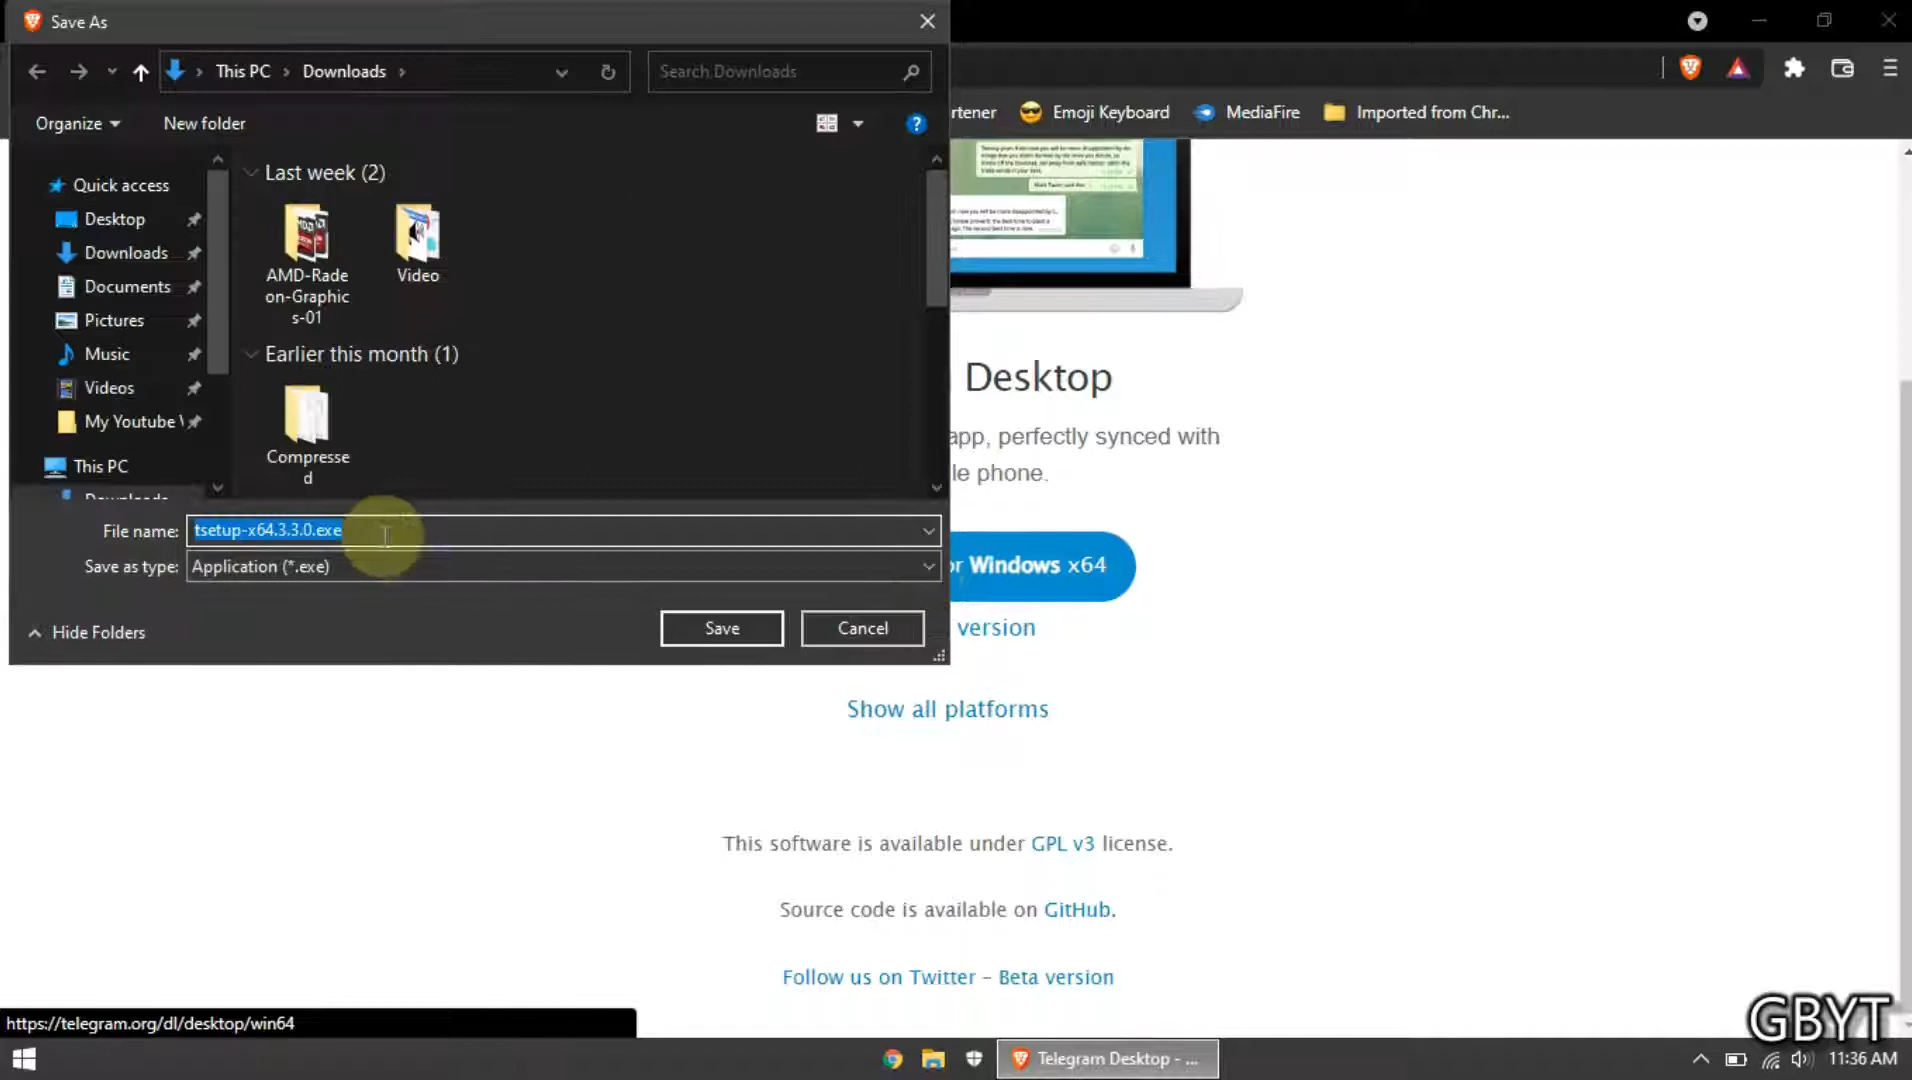 Save As
This PC
Downloads
Search Downloads
Organize
New folder
Quick access
Desktop
Downloads
Documents
Pictures
Music
Videos
My Youtube
This PC
Downloads
Last week (2)
AMD-Rade
on-Graphic
s-01
Video
Earlier this month (1)
Compresse
d
File name:
tsetup-x64.3.3.0.exe
Save as type:
Application (*.exe)
Hide Folders
Save
Cancel
rtener
Emoji Keyboard
MediaFire
Imported from Chr...
Desktop
app, perfectly synced with
le phone.
or Windows x64
version
Show all platforms
This software is available under GPL v3 license.
Source code is available on GitHub.
Follow us on Twitter – Beta version
https://telegram.org/dl/desktop/win64
GBYT
Telegram Desktop - ...
11:36 AM